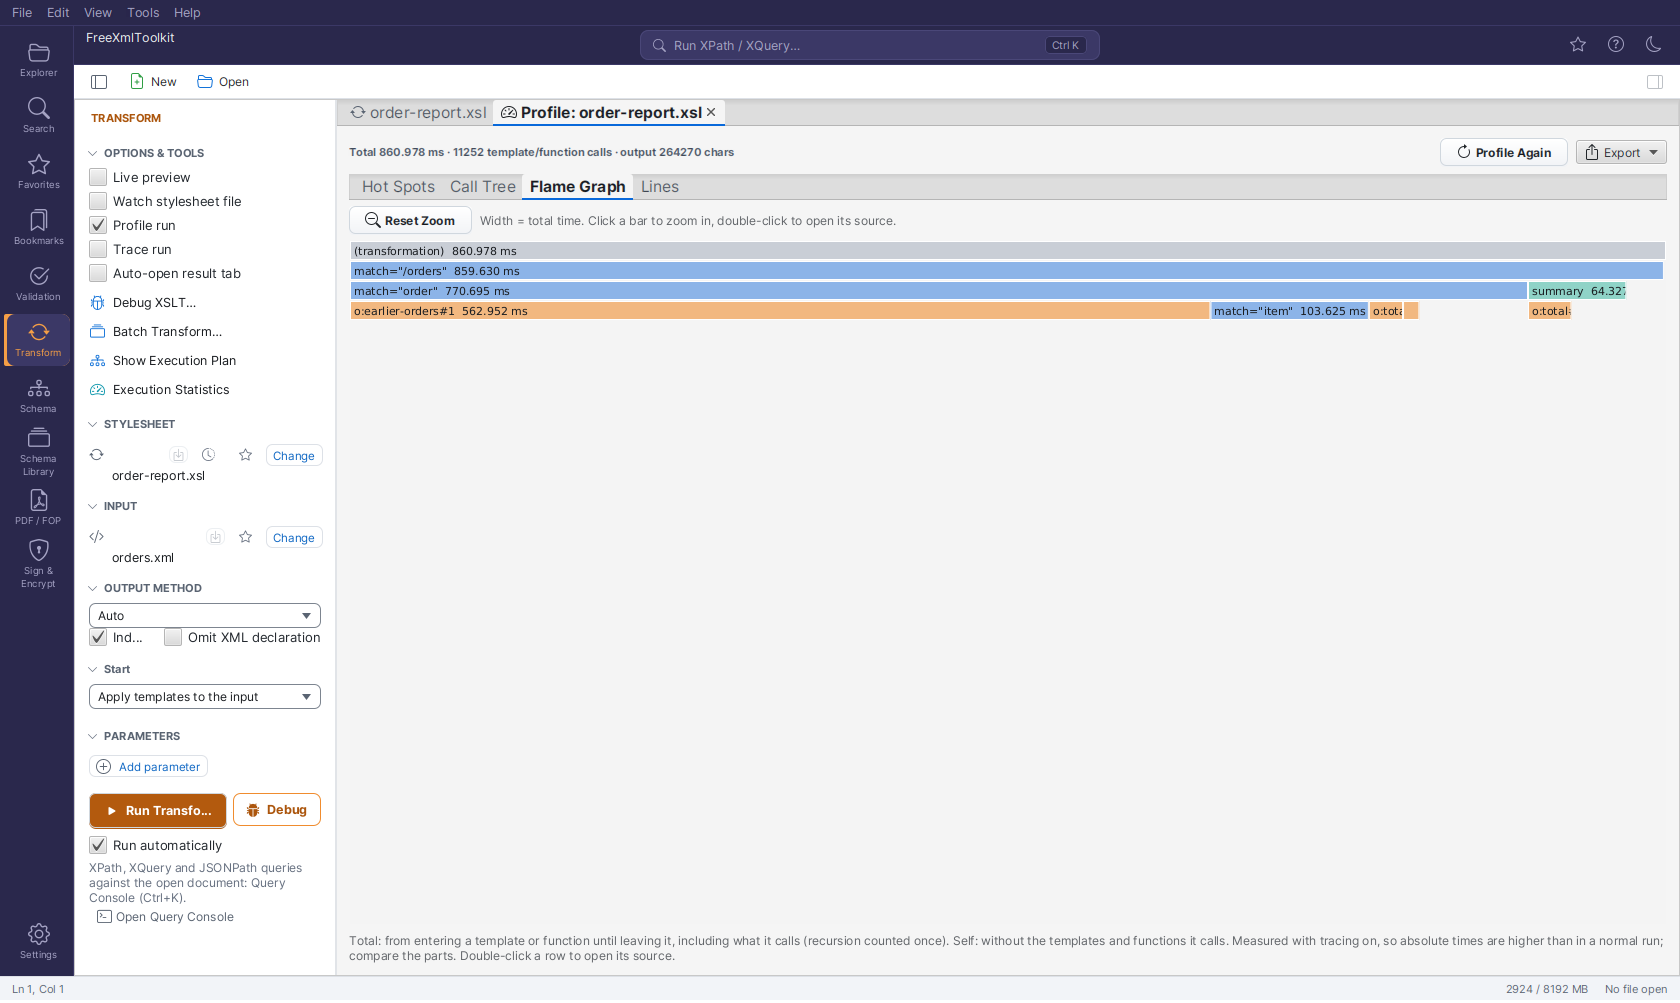 File Edit View Tools Help
FreeXmlToolkit
Run XPath / XQuery... Ctrl K
Explorer
Search
Favorites
Bookmarks
Validation
Transform
Schema
Schema
Library
PDF / FOP
Sign &
Encrypt
Settings
New Open
TRANSFORM
OPTIONS & TOOLS
Live preview
Watch stylesheet file
Profile run
Trace run
Auto-open result tab
Debug XSLT...
Batch Transform...
Show Execution Plan
Execution Statistics
STYLESHEET
Change
order-report.xsl
INPUT
Change
orders.xml
OUTPUT METHOD
Auto
Ind... Omit XML declaration
Start
Apply templates to the input
PARAMETERS
Add parameter
Run Transfo... Debug
Run automatically
XPath, XQuery and JSONPath queries
against the open document: Query
Console (Ctrl+K).
Open Query Console
order-report.xsl Profile: order-report.xsl
Total 860.978 ms · 11252 template/function calls · output 264270 chars
Profile Again Export
Hot Spots Call Tree Flame Graph Lines
Reset Zoom Width = total time. Click a bar to zoom in, double-click to open its source.
(transformation) 860.978 ms
match="/orders" 859.630 ms
match="order" 770.695 ms summary 64.327
o:earlier-orders#1 562.952 ms match="item" 103.625 ms o:tota o:total
Total: from entering a template or function until leaving it, including what it calls (recursion counted once). Self: without the templates and functions it calls. Measured with tracing on, so absolute times are higher than in a normal run;
compare the parts. Double-click a row to open its source.
Ln 1, Col 1 2924 / 8192 MB No file open